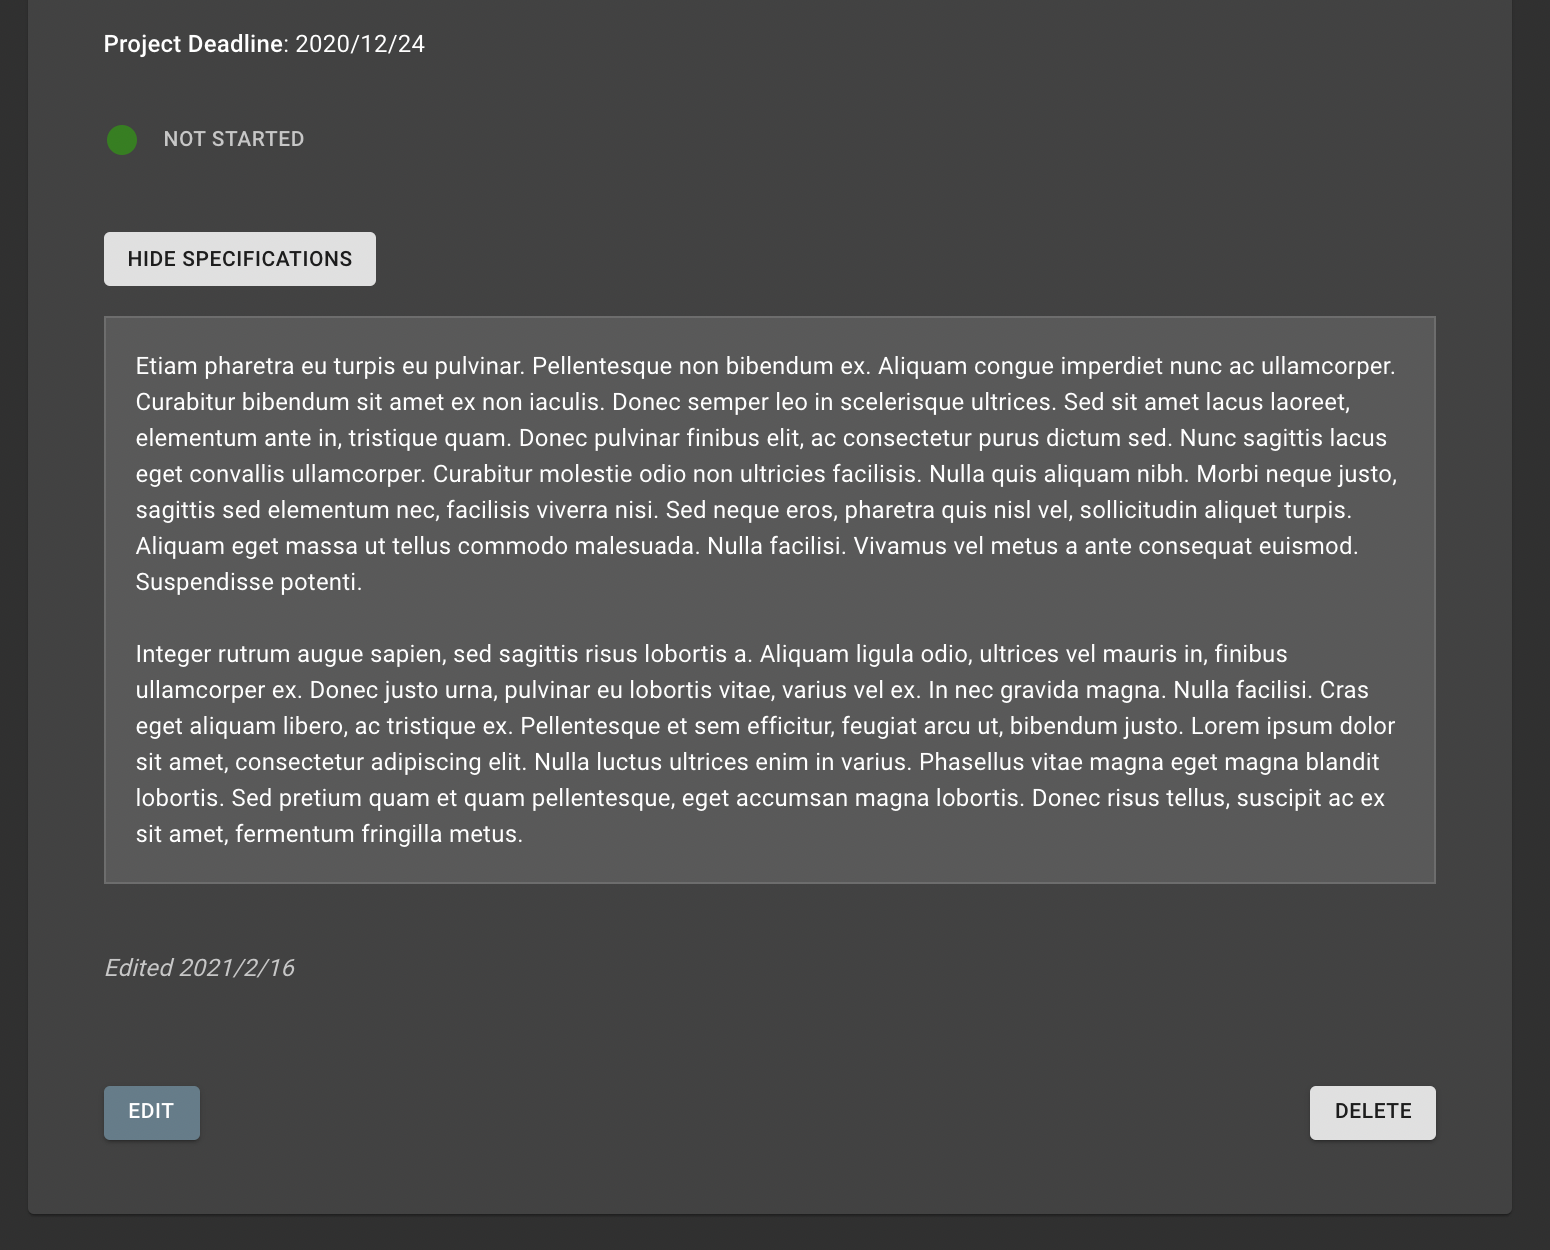 Project Deadline: 2020/12/24
NOT STARTED
HIDE SPECIFICATIONS
Etiam pharetra eu turpis eu pulvinar. Pellentesque non bibendum ex. Aliquam congue imperdiet nunc ac ullamcorper.
Curabitur bibendum sit amet ex non iaculis. Donec semper leo in scelerisque ultrices. Sed sit amet lacus laoreet,
elementum ante in, tristique quam. Donec pulvinar finibus elit, ac consectetur purus dictum sed. Nunc sagittis lacus
eget convallis ullamcorper. Curabitur molestie odio non ultricies facilisis. Nulla quis aliquam nibh. Morbi neque justo,
sagittis sed elementum nec, facilisis viverra nisi. Sed neque eros, pharetra quis nisl vel, sollicitudin aliquet turpis.
Aliquam eget massa ut tellus commodo malesuada. Nulla facilisi. Vivamus vel metus a ante consequat euismod.
Suspendisse potenti.
Integer rutrum augue sapien, sed sagittis risus lobortis a. Aliquam ligula odio, ultrices vel mauris in, finibus
ullamcorper ex. Donec justo urna, pulvinar eu lobortis vitae, varius vel ex. In nec gravida magna. Nulla facilisi. Cras
eget aliquam libero, ac tristique ex. Pellentesque et sem efficitur, feugiat arcu ut, bibendum justo. Lorem ipsum dolor
sit amet, consectetur adipiscing elit. Nulla luctus ultrices enim in varius. Phasellus vitae magna eget magna blandit
lobortis. Sed pretium quam et quam pellentesque, eget accumsan magna lobortis. Donec risus tellus, suscipit ac ex
sit amet, fermentum fringilla metus.
Edited 2021/2/16
EDIT
DELETE